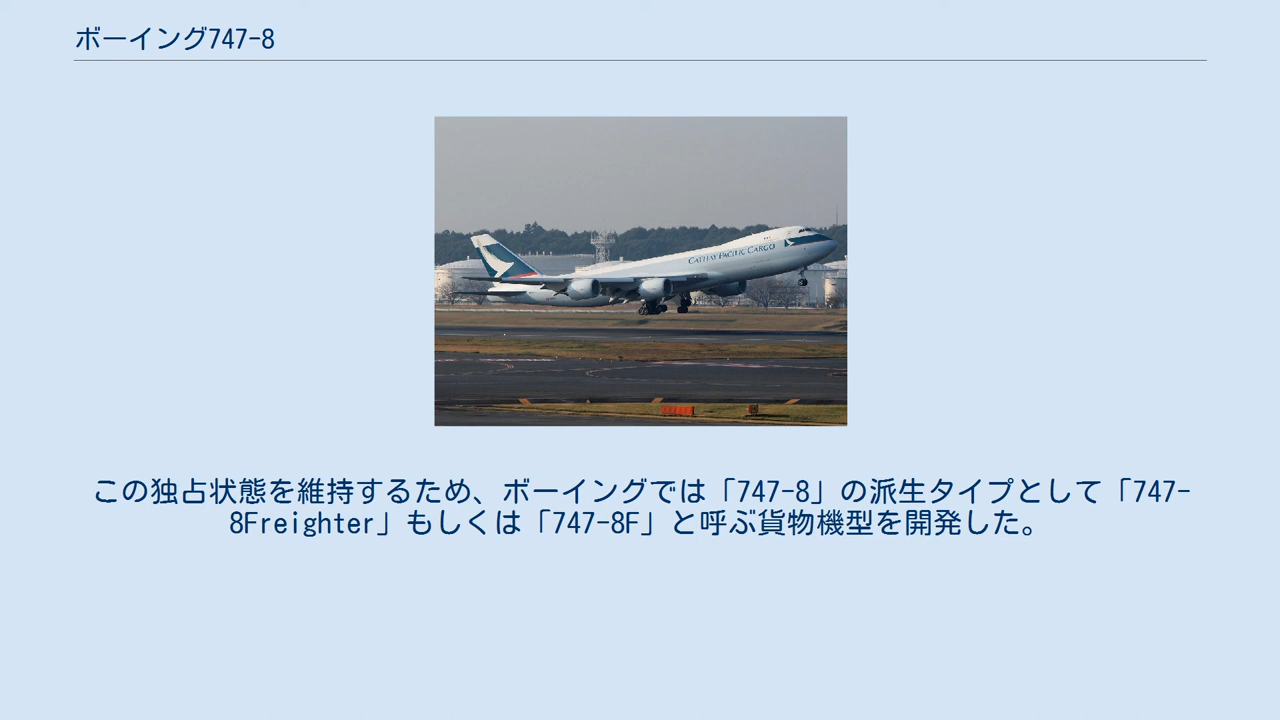 ボーイング747-8
CATHAY PACIFIC CARGO
この独占状態を維持するため、ボーイングでは「747-8」の派生タイプとして「747-
8Freighter」もしくは「747-8F」と呼ぶ貨物機型を開発した。